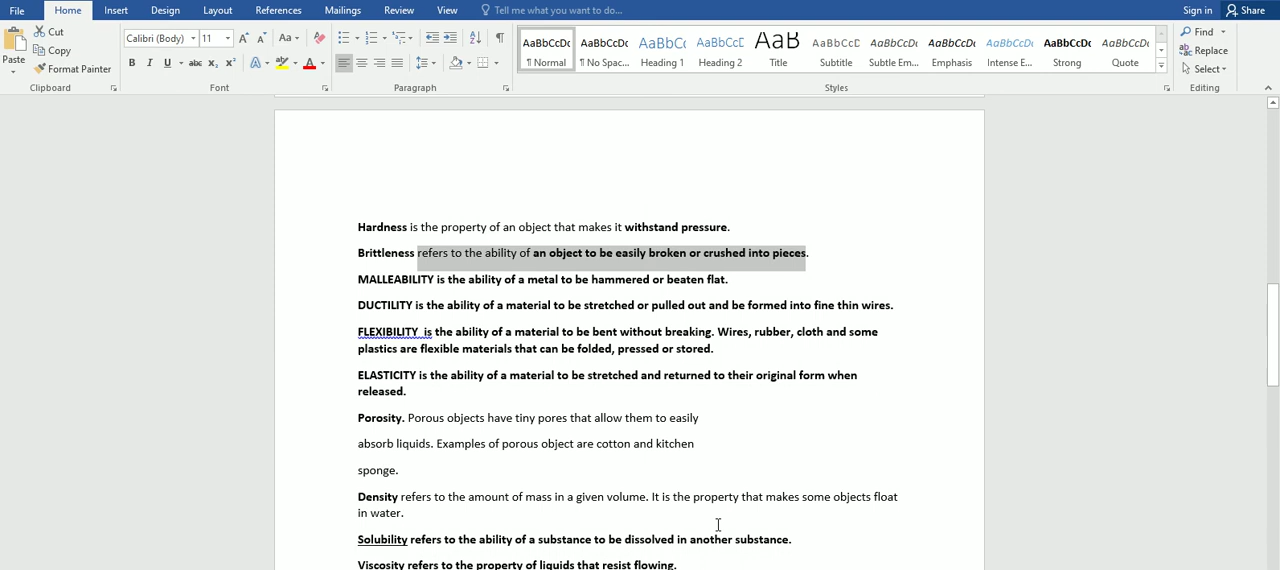 File Home Insert Design Layout References Mailings Review View Tell me what you want to do... Sign in Share
Cut
Copy
Format Painter
Paste
Clipboard
Calibri (Body) 11
Font
Paragraph
AaBbCcDc AaBbCcDc AaBbCc AaBbCcD AaB AaBbCcD AaBbCcDc AaBbCcDc AaBbCcDc AaBbCcDc AaBbCcDc
¶ Normal ¶ No Spac... Heading 1 Heading 2 Title Subtitle Subtle Em... Emphasis Intense E... Strong Quote
Styles
Find
Replace
Select
Editing
Hardness is the property of an object that makes it withstand pressure.
Brittleness refers to the ability of an object to be easily broken or crushed into pieces.
MALLEABILITY is the ability of a metal to be hammered or beaten flat.
DUCTILITY is the ability of a material to be stretched or pulled out and be formed into fine thin wires.
FLEXIBILITY is the ability of a material to be bent without breaking. Wires, rubber, cloth and some
plastics are flexible materials that can be folded, pressed or stored.
ELASTICITY is the ability of a material to be stretched and returned to their original form when
released.
Porosity. Porous objects have tiny pores that allow them to easily
absorb liquids. Examples of porous object are cotton and kitchen
sponge.
Density refers to the amount of mass in a given volume. It is the property that makes some objects float
in water.
Solubility refers to the ability of a substance to be dissolved in another substance.
Viscosity refers to the property of liquids that resist flowing.